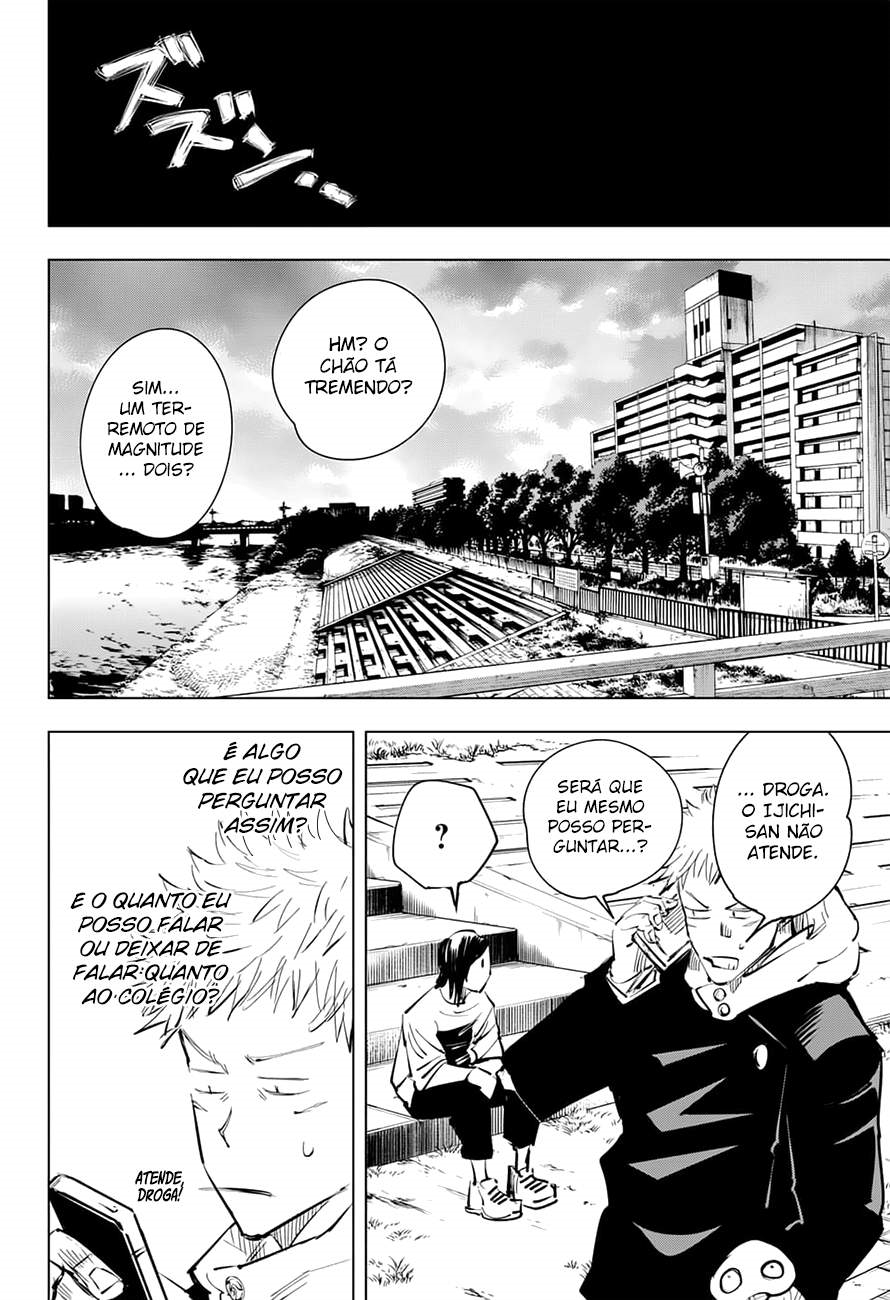 ズズズン…
HM? O
CHÃO TÁ
TREMENDO?
SIM...
UM TER-
REMOTO DE
MAGNITUDE
... DOIS?
... DROGA.
O IJICHI-
SAN NÃO
ATENDE.
SERÁ QUE
EU MESMO
POSSO PER-
GUNTAR...?
?
É ALGO
QUE EU POSSO
PERGUNTAR
ASSIM?
E O QUANTO EU
POSSO FALAR
OU DEIXAR DE
FALAR QUANTO
AO COLÉGIO?
ATENDE,
DROGA!